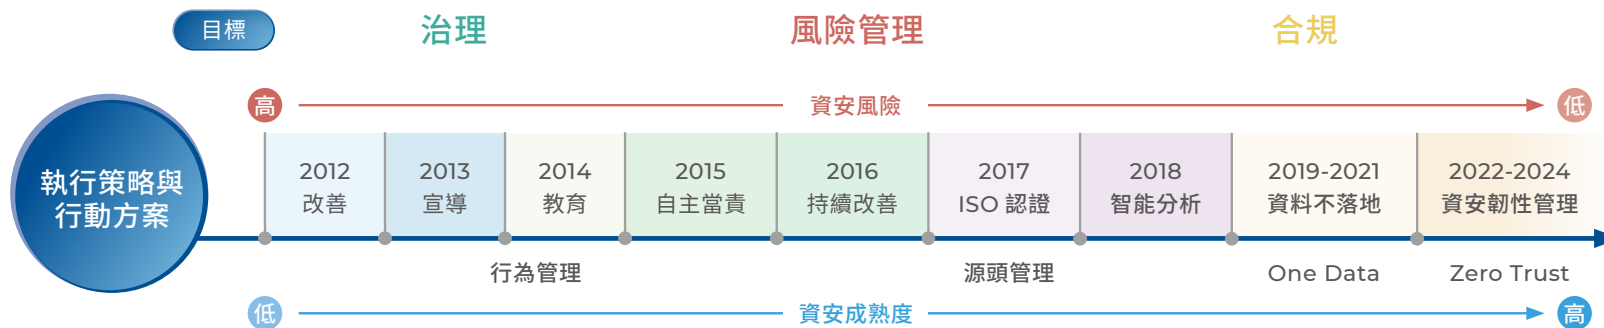 目標
治理
風險管理
合規
高
資安風險
低
執行策略與
行動方案
2012
改善
2013
宣導
2014
教育
2015
自主當責
2016
持續改善
2017
ISO 認證
2018
智能分析
2019-2021
資料不落地
2022-2024
資安韌性管理
行為管理
源頭管理
One Data
Zero Trust
低
資安成熟度
高